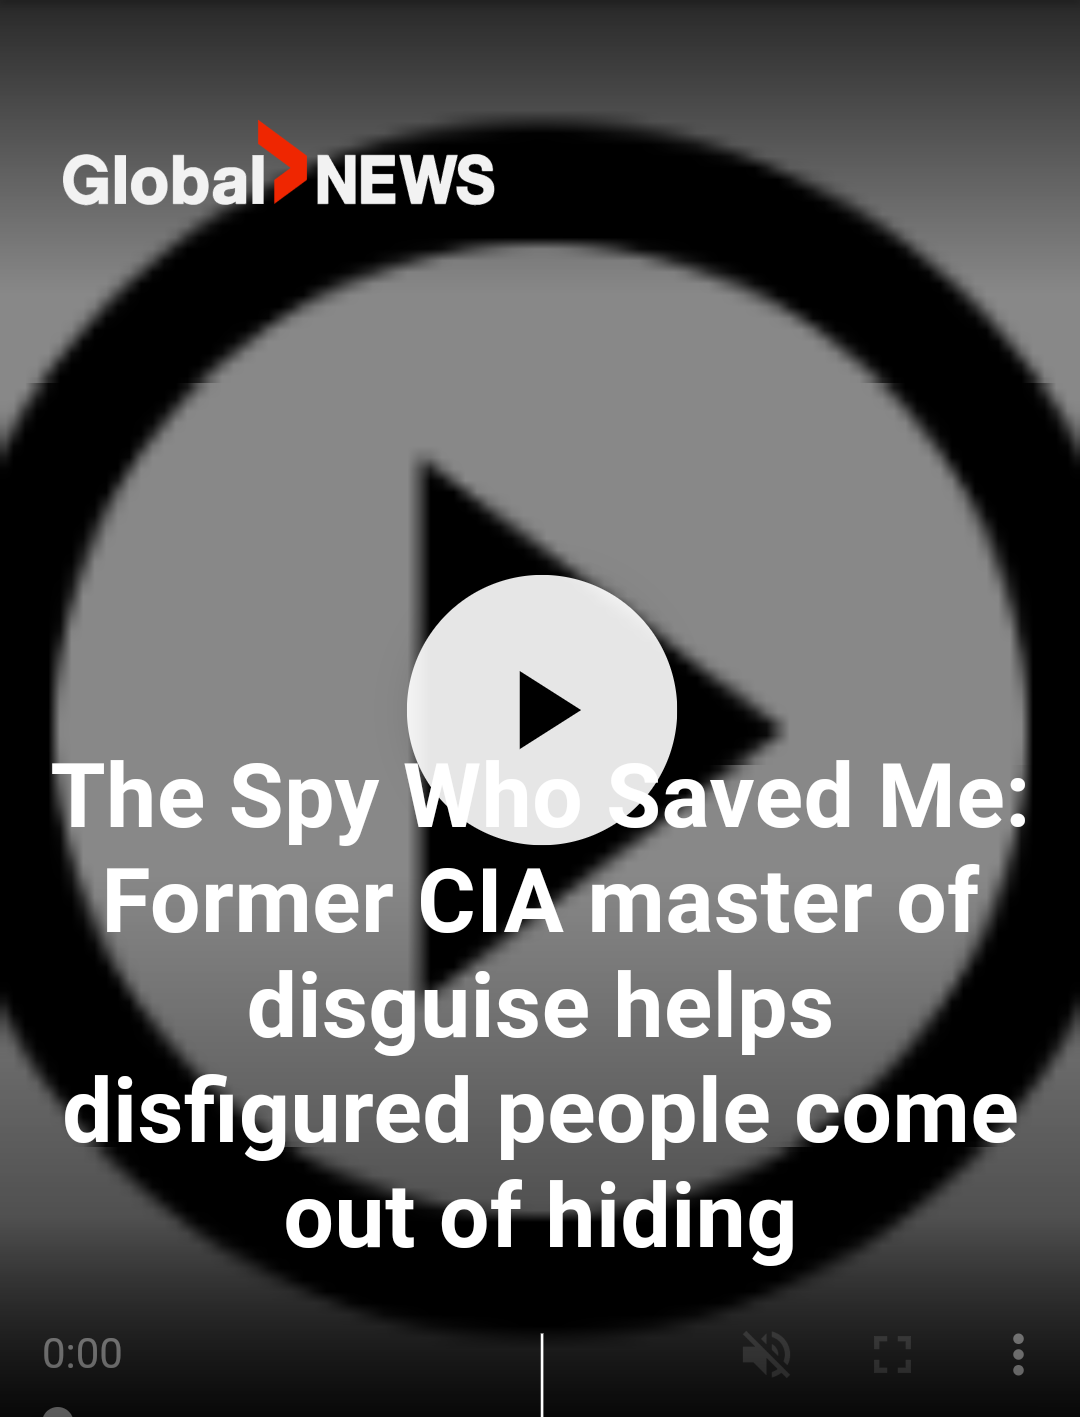 Global NEWS
The Spy Who Saved Me:
Former CIA master of
disguise helps
disfigured people come
out of hiding
0:00